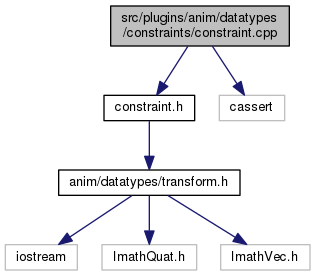 src/plugins/anim/datatypes
/constraints/constraint.cpp
constraint.h
cassert
anim/datatypes/transform.h
iostream
ImathQuat.h
ImathVec.h